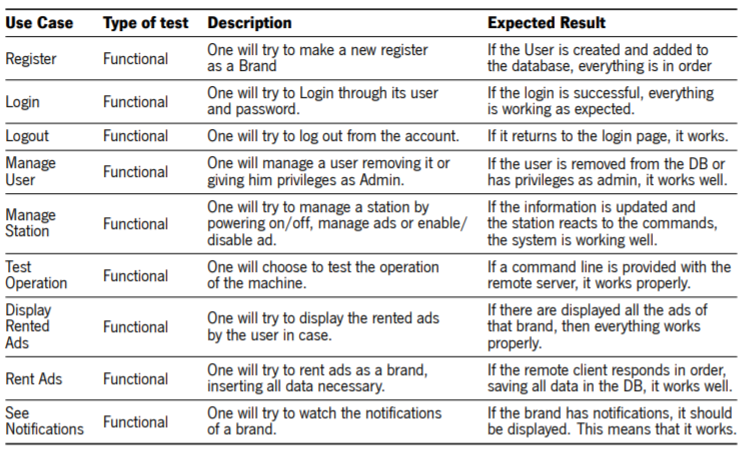 Use Case Type of test Description Expected Result
Register Functional One will try to make a new register as a Brand If the User is created and added to the database, everything is in order
Login Functional One will try to Login through its user and password. If the login is successful, everything is working as expected.
Logout Functional One will try to log out from the account. If it returns to the login page, it works.
Manage User Functional One will manage a user removing it or giving him privileges as Admin. If the user is removed from the DB or has privileges as admin, it works well.
Manage Station Functional One will try to manage a station by powering on/off, manage ads or enable/ disable ad. If the information is updated and the station reacts to the commands, the system is working well.
Test Operation Functional One will choose to test the operation of the machine. If a command line is provided with the remote server, it works properly.
Display Rented Ads Functional One will try to display the rented ads by the user in case. If there are displayed all the ads of that brand, then everything works properly.
Rent Ads Functional One will try to rent ads as a brand, inserting all data necessary. If the remote client responds in order, saving all data in the DB, it works well.
See Notifications Functional One will try to watch the notifications of a brand. If the brand has notifications, it should be displayed. This means that it works.